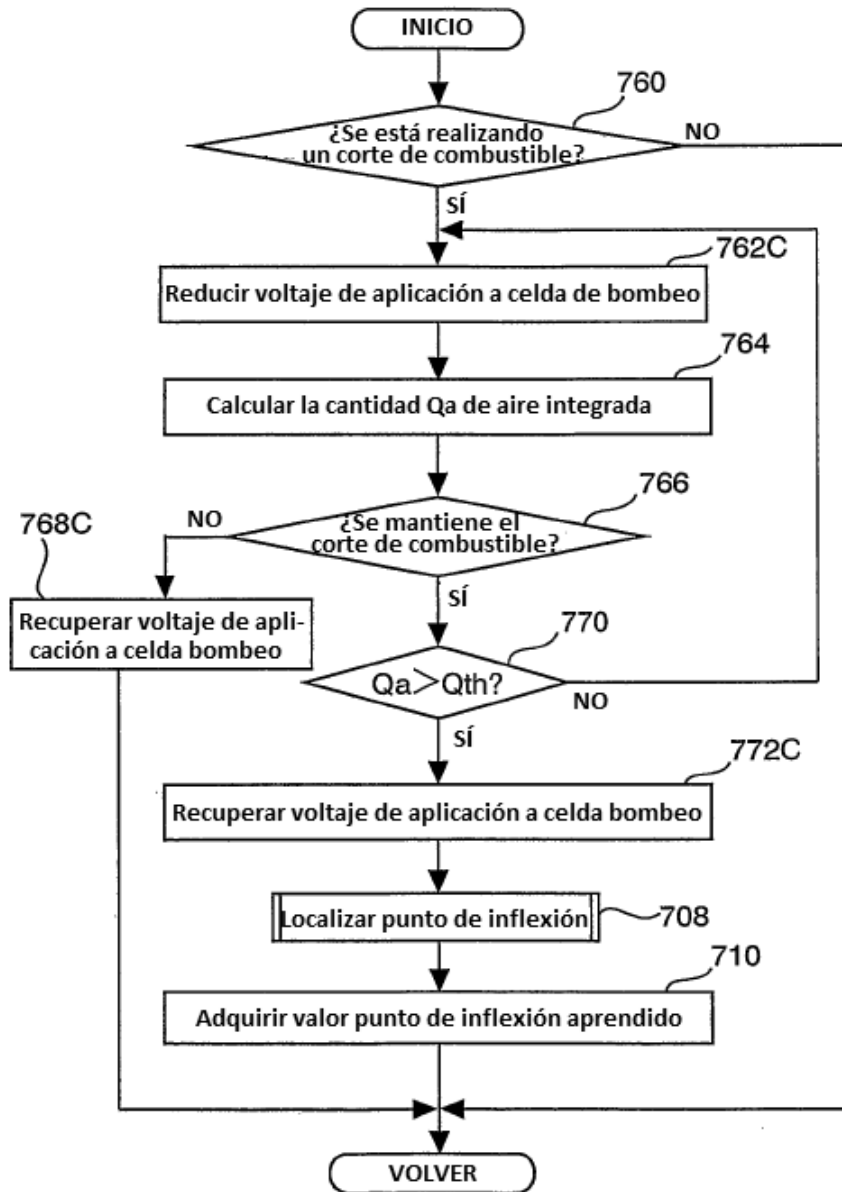 INICIO
760
¿Se está realizando
un corte de combustible?
NO
SÍ
762C
Reducir voltaje de aplicación a celda de bombeo
764
Calcular la cantidad Qa de aire integrada
766
¿Se mantiene el
corte de combustible?
NO
768C
SÍ
Recuperar voltaje de apli-
cación a celda bombeo
770
Qa>Qth?
NO
SÍ
772C
Recuperar voltaje de aplicación a celda bombeo
Localizar punto de inflexión
708
710
Adquirir valor punto de inflexión aprendido
VOLVER